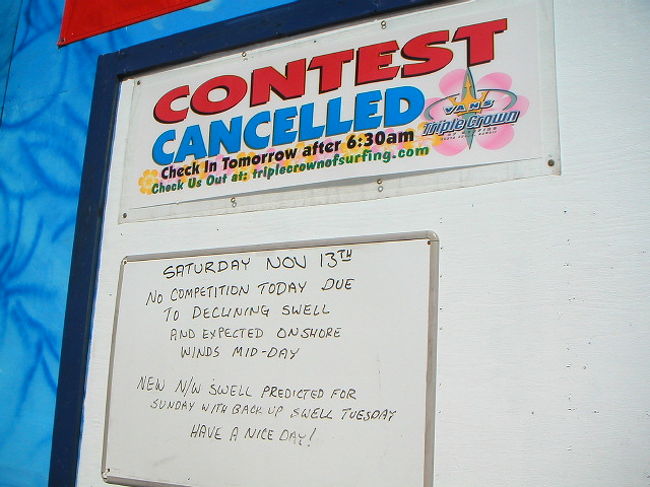 CONTEST
CANCELLED
Check In Tomorrow after 6:30am
Check Us Out at: triplecrownofsurfing.com
VANS
Triple Crown
OF SURFING
SATURDAY NOV 13TH
NO COMPETITION TODAY DUE
TO DECLINING SWELL
AND EXPECTED ONSHORE
WINDS MID-DAY
NEW N/W SWELL PREDICTED FOR
SUNDAY WITH BACK UP SWELL TUESDAY
HAVE A NICE DAY!